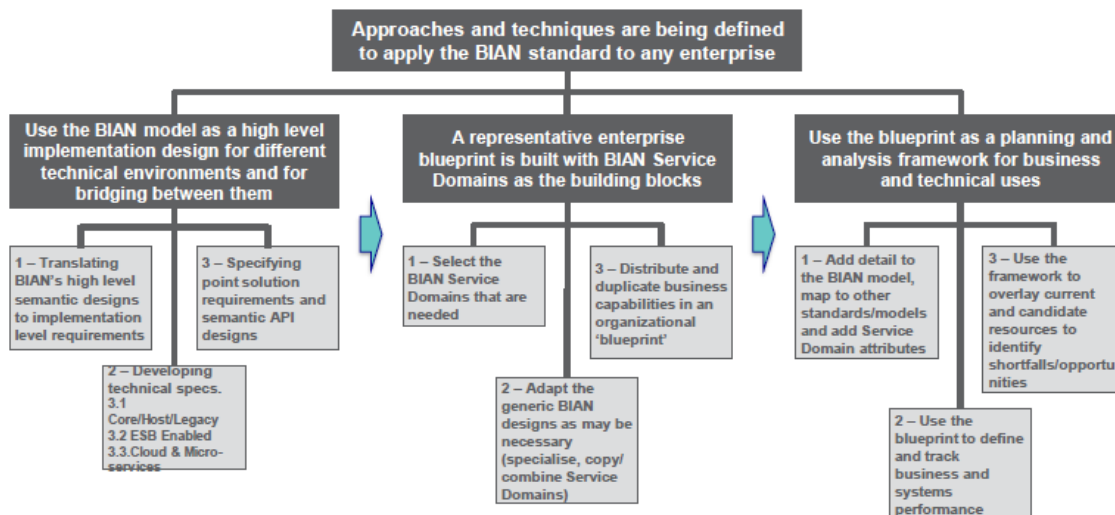 Approaches and techniques are being defined
to apply the BIAN standard to any enterprise
Use the BIAN model as a high level
implementation design for different
technical environments and for
bridging between them
1 – Translating
BIAN's high level
semantic designs
to implementation
level requirements
3 – Specifying
point solution
requirements and
semantic API
designs
2 – Developing
technical specs.
3.1
Core/Host/Legacy
3.2 ESB Enabled
3.3.Cloud & Micro-
services
A representative enterprise
blueprint is built with BIAN Service
Domains as the building blocks
1 – Select the
BIAN Service
Domains that are
needed
3 – Distribute and
duplicate business
capabilities in an
organizational
‘blueprint’
2 – Adapt the
generic BIAN
designs as may be
necessary
(specialise, copy/
combine Service
Domains)
Use the blueprint as a planning and
analysis framework for business
and technical uses
1 – Add detail to
the BIAN model,
map to other
standards/models
and add Service
Domain attributes
3 – Use the
framework to
overlay current
and candidate
resources to
identify
shortfalls/opportu
nities
2 – Use the
blueprint to define
and track
business and
systems
performance